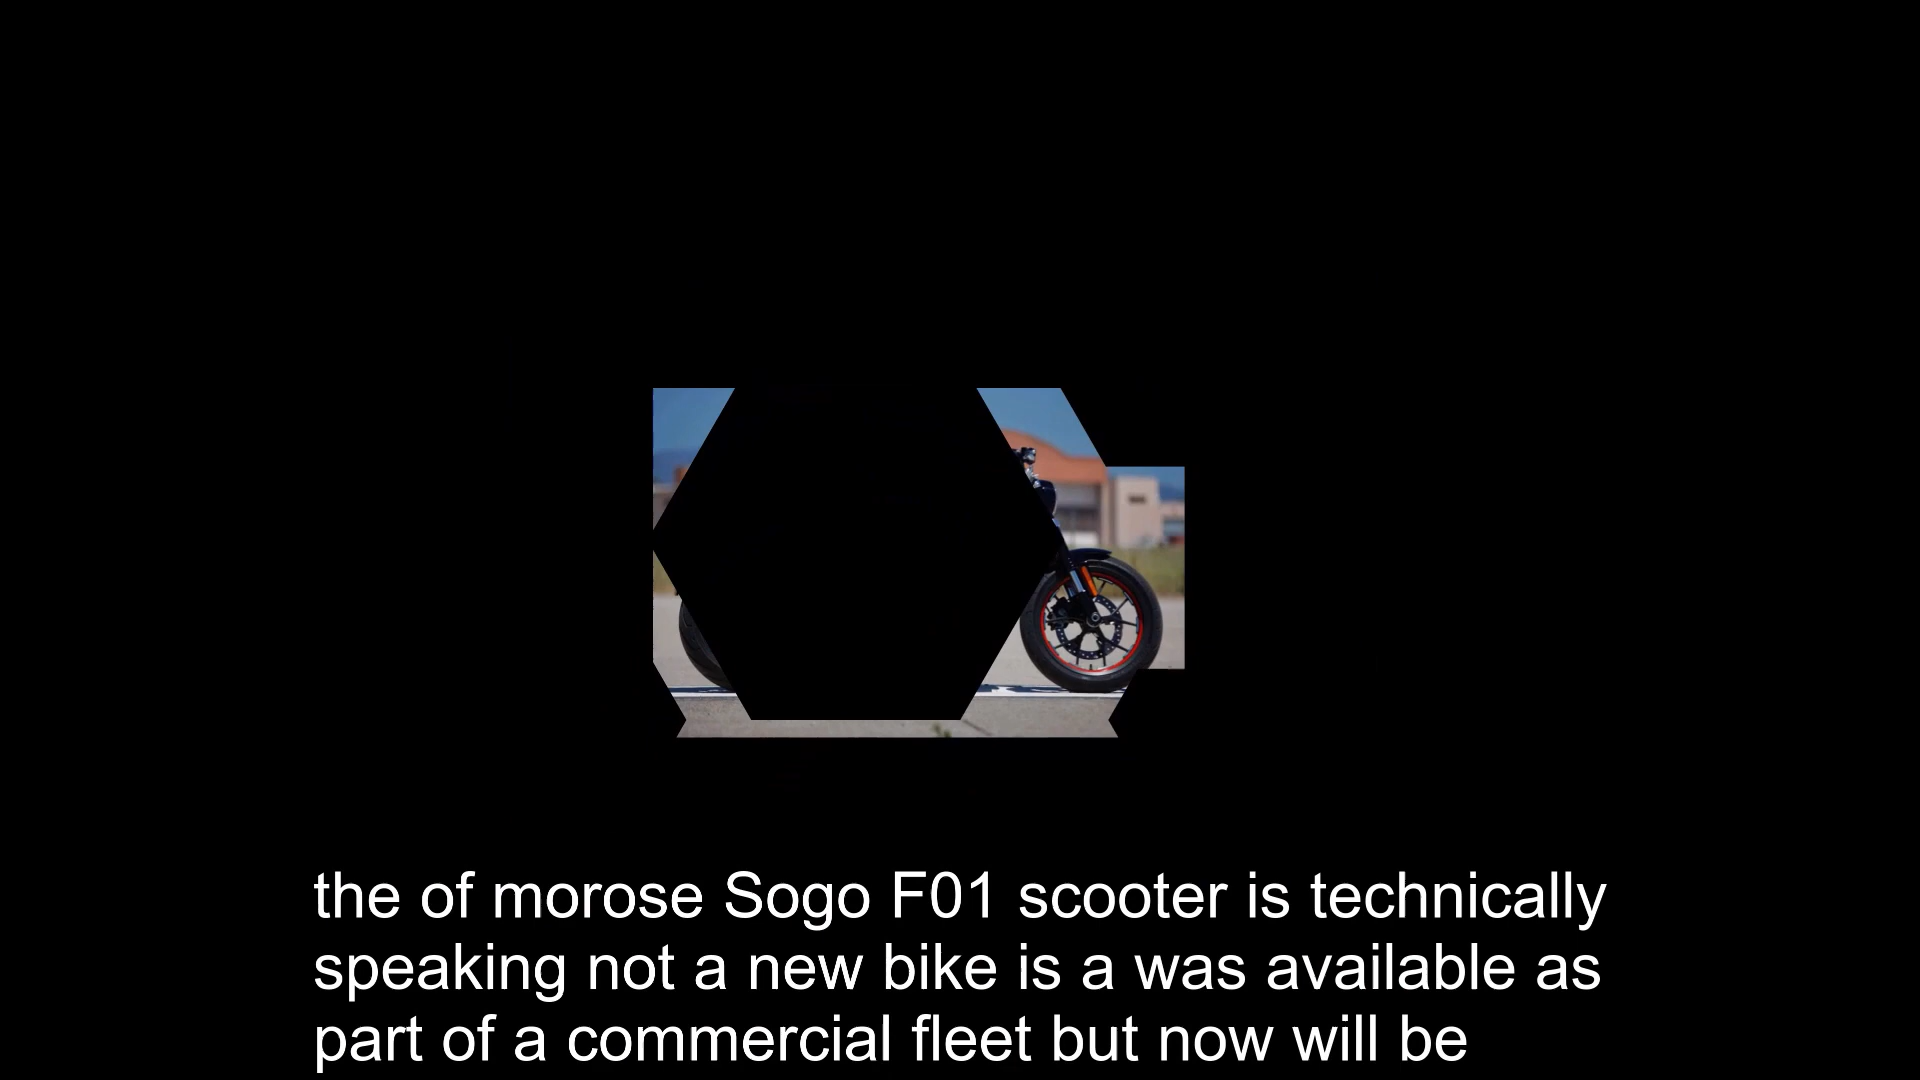 the of morose Sogo F01 scooter is technically
speaking not a new bike is a was available as
part of a commercial fleet but now will be